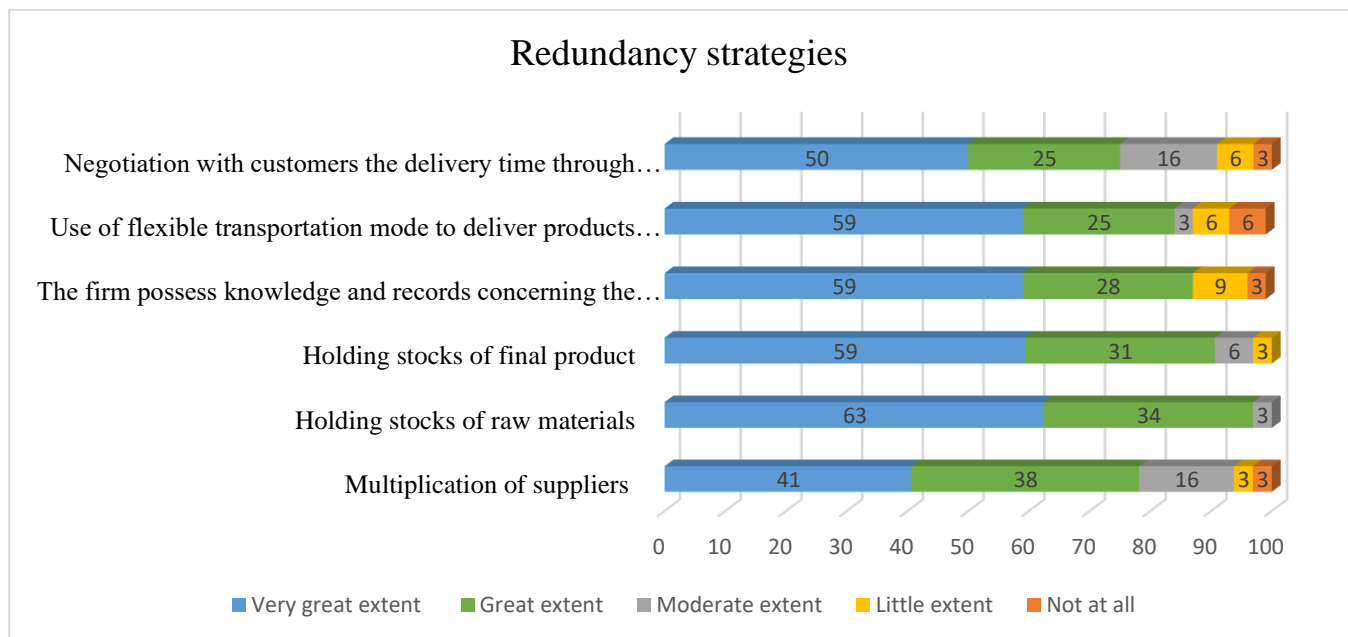 Redundancy strategies
Negotiation with customers the delivery time through… 50 25 16 6 3
Use of flexible transportation mode to deliver products… 59 25 3 6 6
The firm possess knowledge and records concerning the… 59 28 9 3
Holding stocks of final product 59 31 6 3
Holding stocks of raw materials 63 34 3
Multiplication of suppliers 41 38 16 3 3
0 10 20 30 40 50 60 70 80 90 100
Very great extent Great extent Moderate extent Little extent Not at all